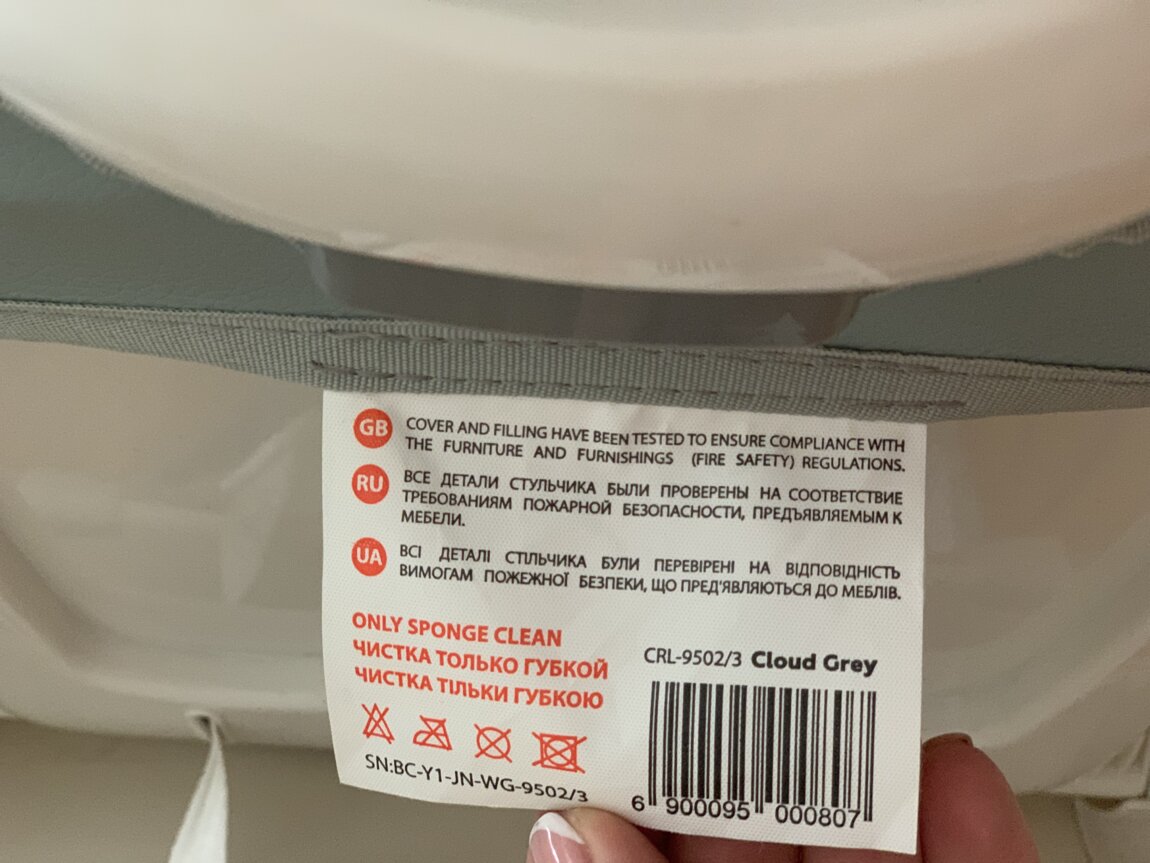 GB COVER AND FILLING HAVE BEEN TESTED TO ENSURE COMPLIANCE WITH
THE FURNITURE AND FURNISHINGS (FIRE SAFETY) REGULATIONS.
RU ВСЕ ДЕТАЛИ СТУЛЬЧИКА БЫЛИ ПРОВЕРЕНЫ НА СООТВЕТСТВИЕ
ТРЕБОВАНИЯМ ПОЖАРНОЙ БЕЗОПАСНОСТИ, ПРЕДЪЯВЛЯЕМЫМ К
МЕБЕЛИ.
UA ВСІ ДЕТАЛІ СТІЛЬЧИКА БУЛИ ПЕРЕВІРЕНІ НА ВІДПОВІДНІСТЬ
ВИМОГАМ ПОЖЕЖНОЇ БЕЗПЕКИ, ЩО ПРЕД'ЯВЛЯЮТЬСЯ ДО МЕБЛІВ.
ONLY SPONGE CLEAN
ЧИСТКА ТОЛЬКО ГУБКОЙ
ЧИСТКА ТІЛЬКИ ГУБКОЮ
SN:BC-Y1-JN-WG-9502/3
CRL-9502/3 Cloud Grey
6 900095 000807